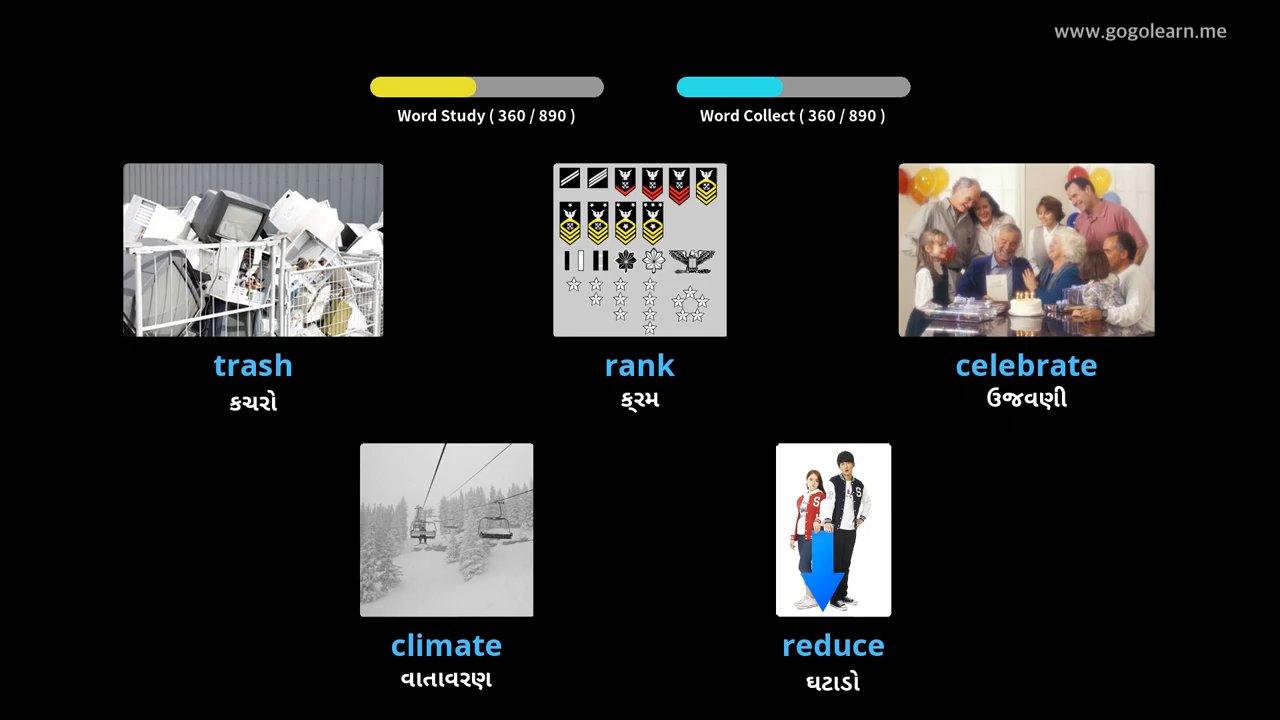 www.gogolearn.me
Word Study ( 360 / 890 )
Word Collect ( 360 / 890 )
trash
કચરો
rank
ક્રમ
celebrate
ઉજવણી
climate
વાતાવરણ
reduce
ઘટાડો